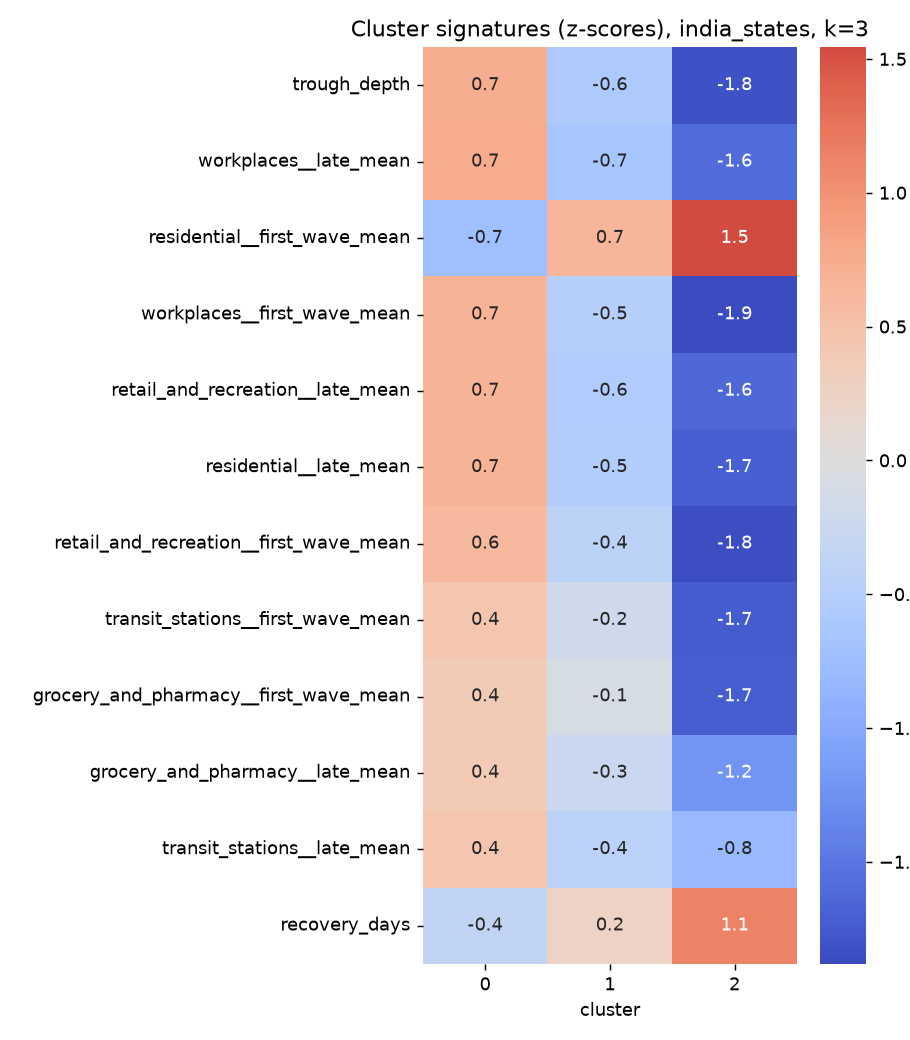 Cluster signatures (z-scores), india_states, k=3
trough_depth 0.7 -0.6 -1.8
workplaces__late_mean 0.7 -0.7 -1.6
residential__first_wave_mean -0.7 0.7 1.5
workplaces__first_wave_mean 0.7 -0.5 -1.9
retail_and_recreation__late_mean 0.7 -0.6 -1.6
residential__late_mean 0.7 -0.5 -1.7
retail_and_recreation__first_wave_mean 0.6 -0.4 -1.8
transit_stations__first_wave_mean 0.4 -0.2 -1.7
grocery_and_pharmacy__first_wave_mean 0.4 -0.1 -1.7
grocery_and_pharmacy__late_mean 0.4 -0.3 -1.2
transit_stations__late_mean 0.4 -0.4 -0.8
recovery_days -0.4 0.2 1.1
0 1 2
cluster
1.5
1.0
0.5
0.0
−0.
−1.
−1.